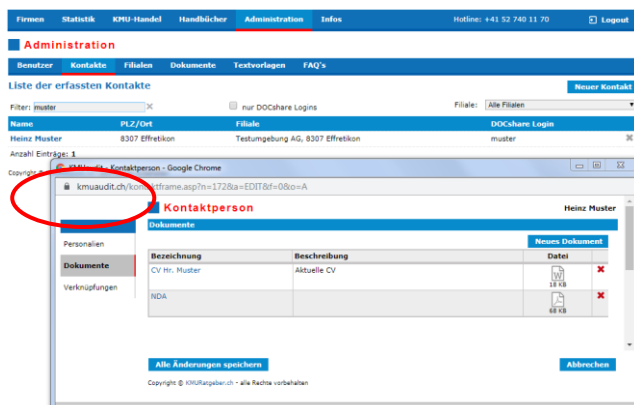 Firmen Statistik KMU-Handel Handbücher Administration Infos Hotline: +41 52 740 11 70 Logout
Administration
Benutzer Kontakte Filialen Dokumente Textvorlagen FAQ's
Liste der erfassten Kontakte
Neuer Kontakt
Filter: muster nur DOCshare Logins Filiale: Alle Filialen
Name PLZ/Ort Filiale DOCshare Login
Heinz Muster 8307 Effretikon Testumgebung AG, 8307 Effretikon muster
Anzahl Einträge: 1
Copyright © KMUaudit - Kontaktperson - Google Chrome
kmuaudit.ch/kontaktframe.asp?n=172&a=EDIT&f=0&o=A
Kontaktperson Heinz Muster
Dokumente
Personalien Neues Dokument
Bezeichnung Beschreibung Datei
Dokumente CV Hr. Muster Aktuelle CV
18 KB
Verknüpfungen
NDA
68 KB
Alle Änderungen speichern Abbrechen
Copyright © KMURatgeber.ch - alle Rechte vorbehalten